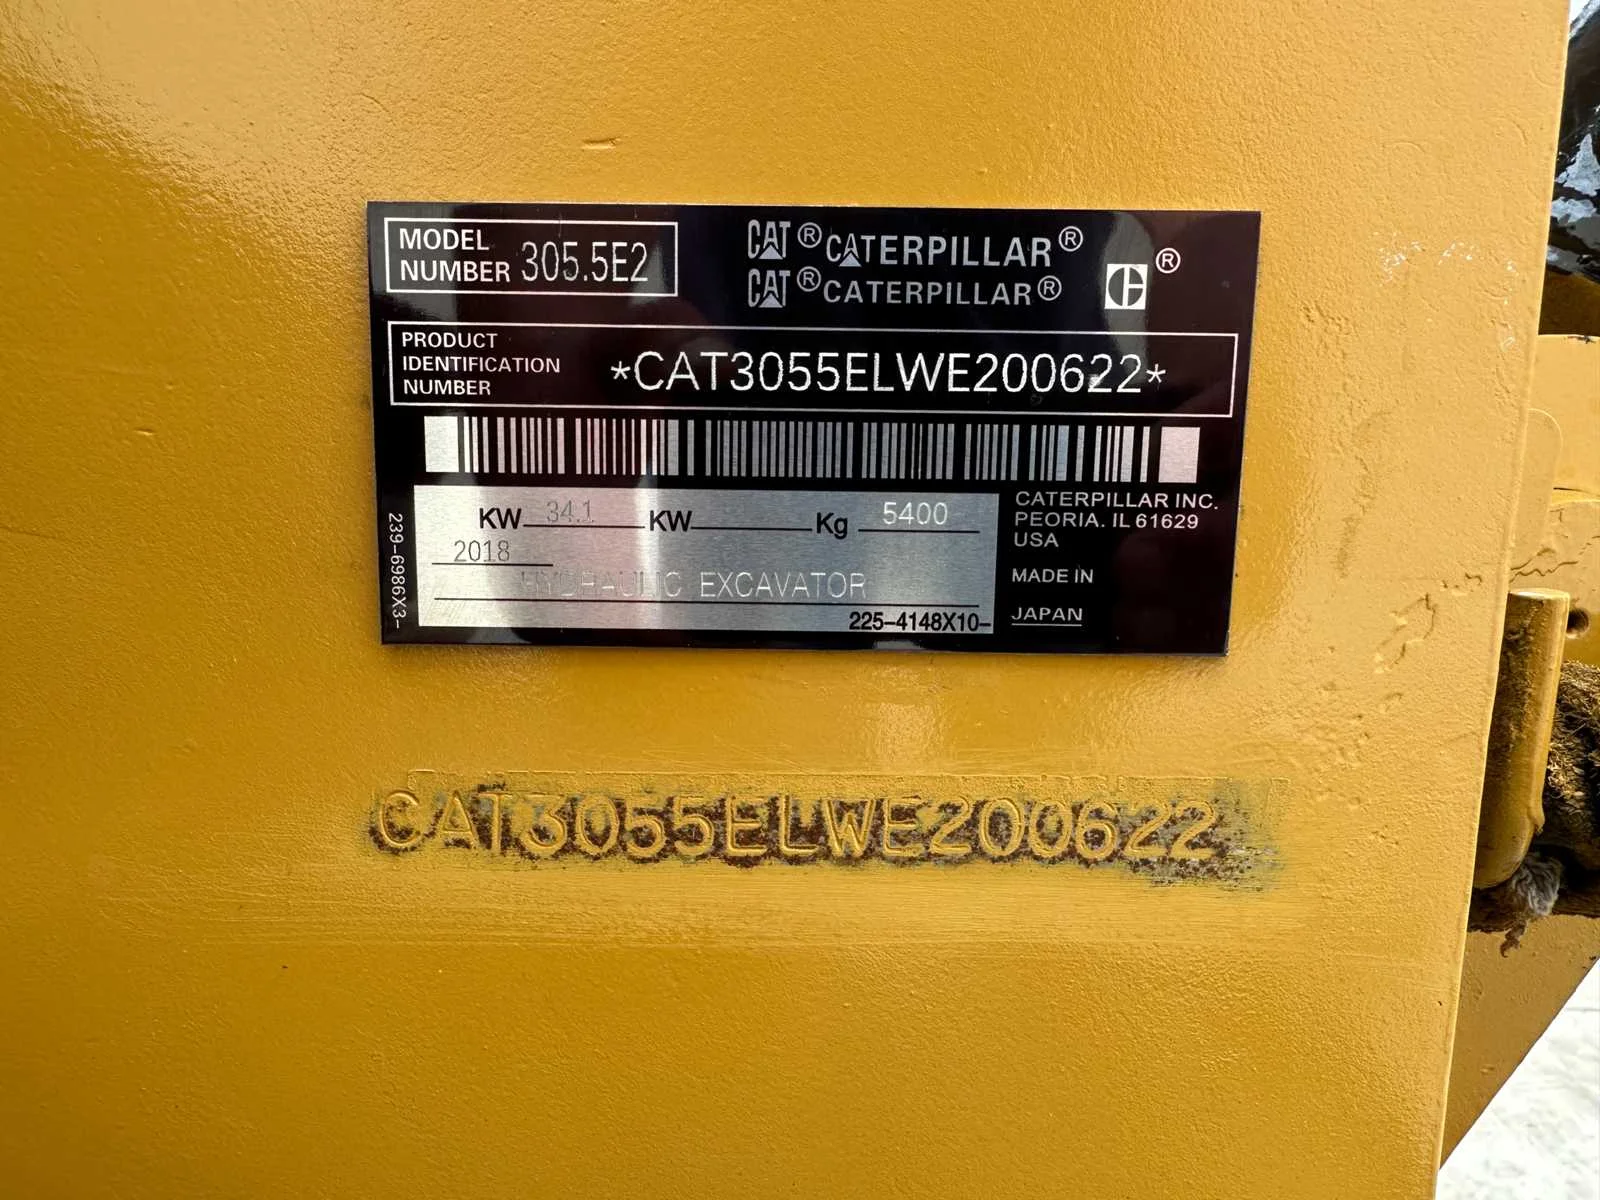 MODEL NUMBER 305.5E2
CAT® CATERPILLAR®
CAT® CATERPILLAR®
C®
PRODUCT IDENTIFICATION NUMBER *CAT3055ELWE200622*
KW 34.1 KW Kg 5400
2018
HYDRAULIC EXCAVATOR
225-4148X10-
CATERPILLAR INC.
PEORIA. IL 61629
USA
MADE IN
JAPAN
239-6986X3-
CAT3055ELWE200622